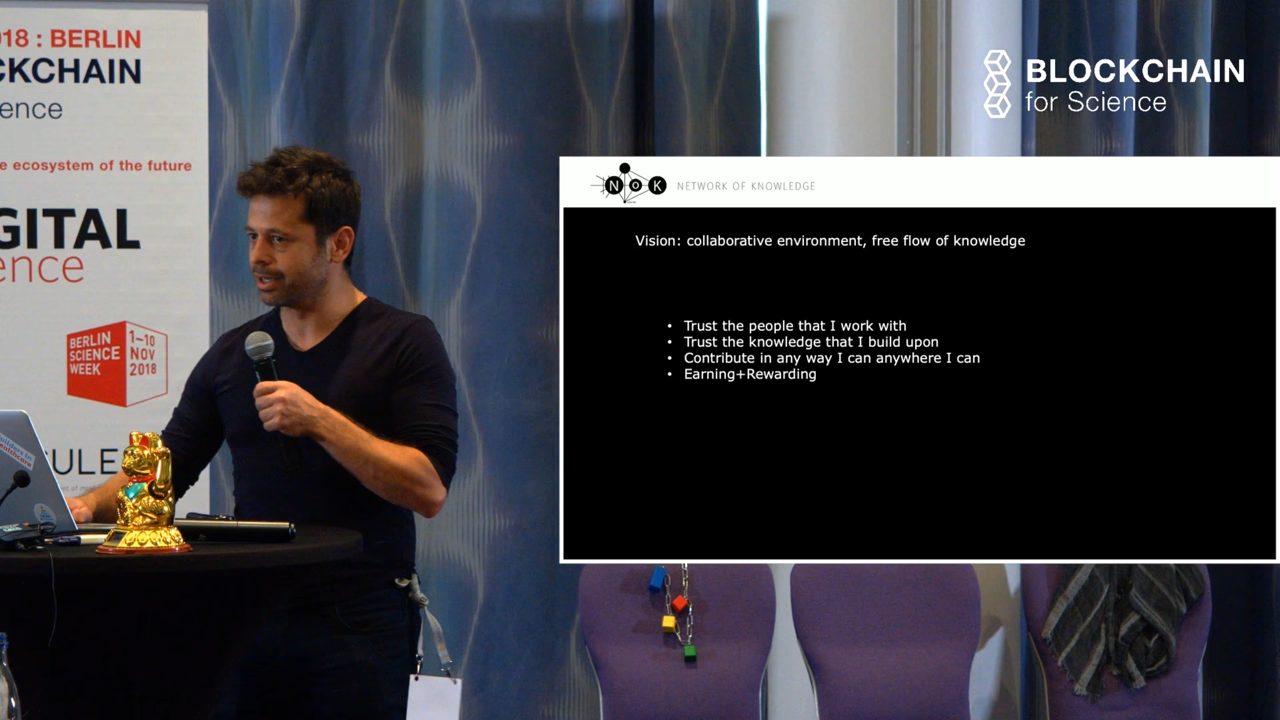 018 : BERLIN
CKCHAIN
ence
e ecosystem of the future
GITAL
ence
BERLIN
SCIENCE
WEEK
1–10
NOV
2018
ULE
BLOCKCHAIN
for Science
NOK NETWORK OF KNOWLEDGE
Vision: collaborative environment, free flow of knowledge
• Trust the people that I work with
• Trust the knowledge that I build upon
• Contribute in any way I can anywhere I can
• Earning+Rewarding